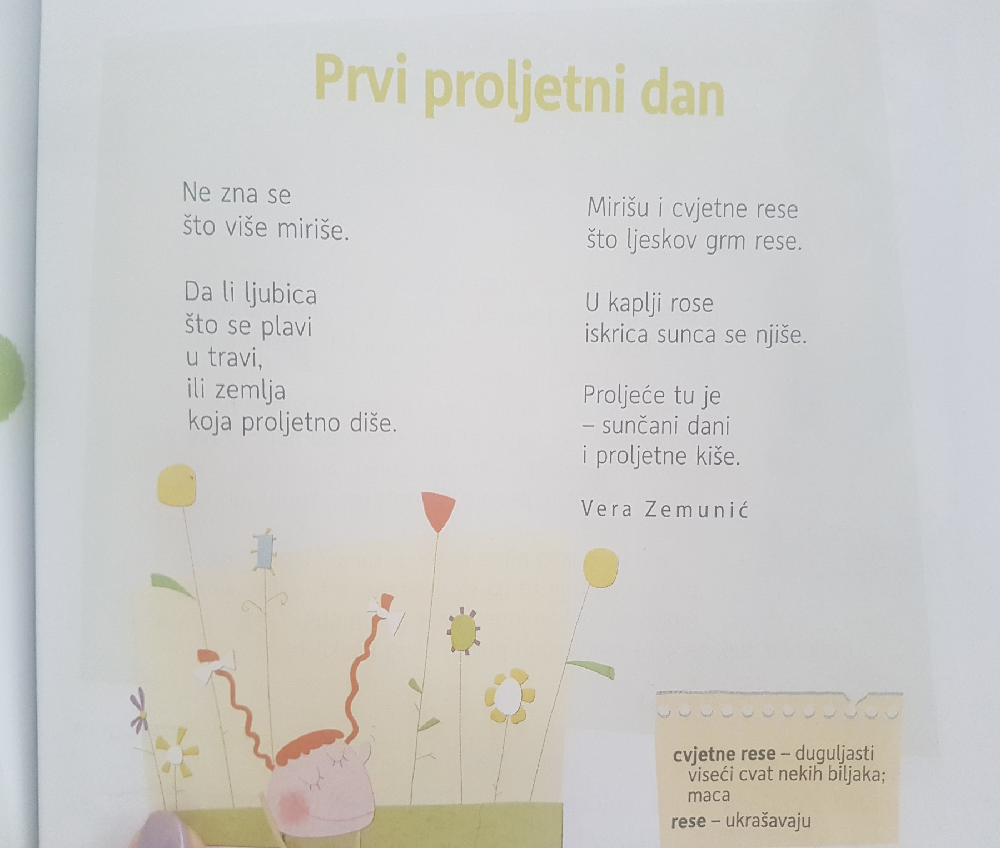 Prvi proljetni dan
Ne zna se
što više miriše.
Da li ljubica
što se plavi
u travi,
ili zemlja
koja proljetno diše.
Mirišu i cvjetne rese
što ljeskov grm rese.
U kaplji rose
iskrica sunca se njiše.
Proljeće tu je
– sunčani dani
i proljetne kiše.
Vera Zemunić
cvjetne rese – duguljasti
viseći cvat nekih biljaka;
maca
rese – ukrašavaju